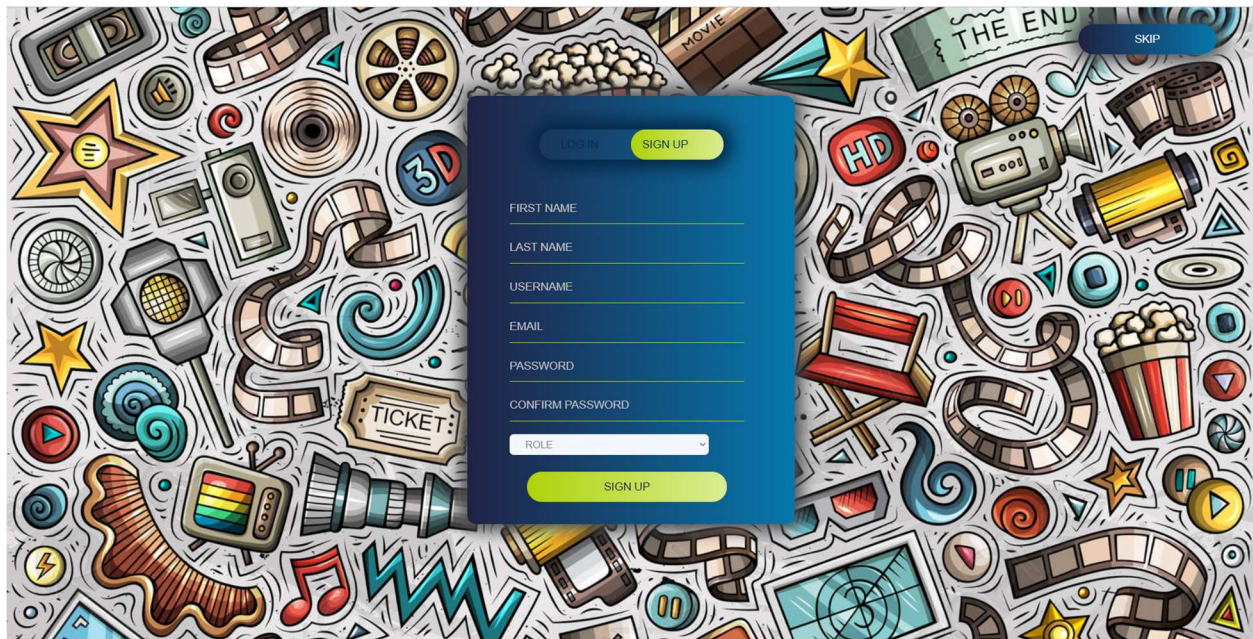 MOVIE
THE END
SKIP
LOG IN
SIGN UP
3D
HD
FIRST NAME
LAST NAME
USERNAME
EMAIL
PASSWORD
TICKET
CONFIRM PASSWORD
ROLE
SIGN UP